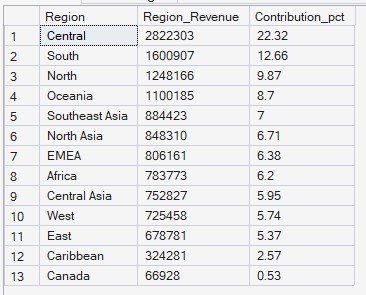 Region Region_Revenue Contribution_pct
1 Central 2822303 22.32
2 South 1600907 12.66
3 North 1248166 9.87
4 Oceania 1100185 8.7
5 Southeast Asia 884423 7
6 North Asia 848310 6.71
7 EMEA 806161 6.38
8 Africa 783773 6.2
9 Central Asia 752827 5.95
10 West 725458 5.74
11 East 678781 5.37
12 Caribbean 324281 2.57
13 Canada 66928 0.53